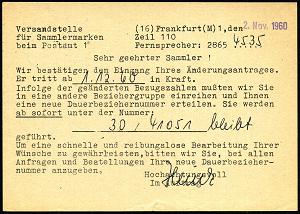 Versandstelle
für Sammlermarken
beim Postamt 1
(16) Frankfurt (M) 1, den 2. Nov. 1960
Zeil 110
Fernsprecher: 2865 4535
Sehr geehrter Sammler !
Wir bestätigen den Eingang Ihres Änderungsantrages.
Er tritt ab 1.12.60 in Kraft.
Infolge der geänderten Bezugszahlen mußten wir Sie
in eine andere Beziehergruppe einreihen und Ihnen
eine neue Dauerbeziehernummer erteilen. Sie werden
ab sofort unter der Nummer:
30/41051 bleibt
geführt.
Um eine schnelle und reibungslose Bearbeitung Ihrer
Wünsche zu gewährleisten, bitten wir Sie, bei allen
Anfragen und Bestellungen Ihre neue Dauerbezieher-
nummer anzugeben.
Hochachtungsvoll
Im